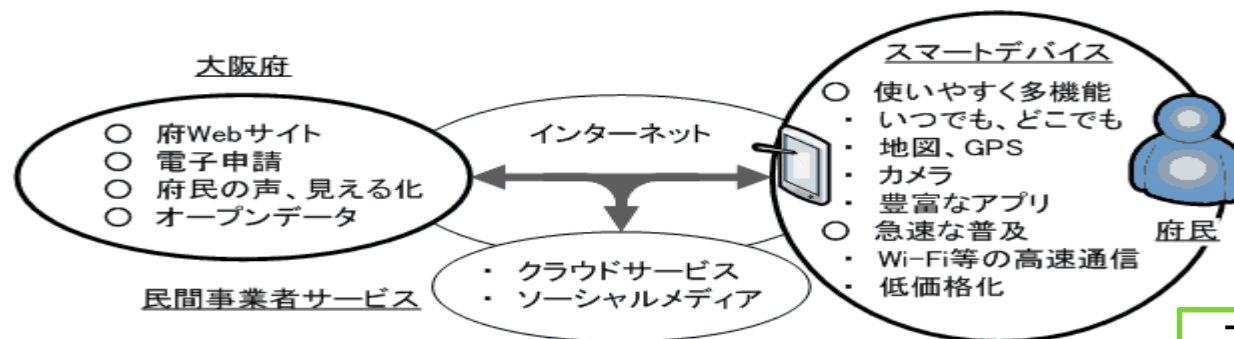 大阪府
○ 府Webサイト
○ 電子申請
○ 府民の声、見える化
○ オープンデータ
インターネット
・ クラウドサービス
・ ソーシャルメディア
民間事業者サービス
スマートデバイス
○ 使いやすく多機能
・ いつでも、どこでも
・ 地図、GPS
・ カメラ
・ 豊富なアプリ
○ 急速な普及
・ Wi-Fi等の高速通信
・ 低価格化
府民